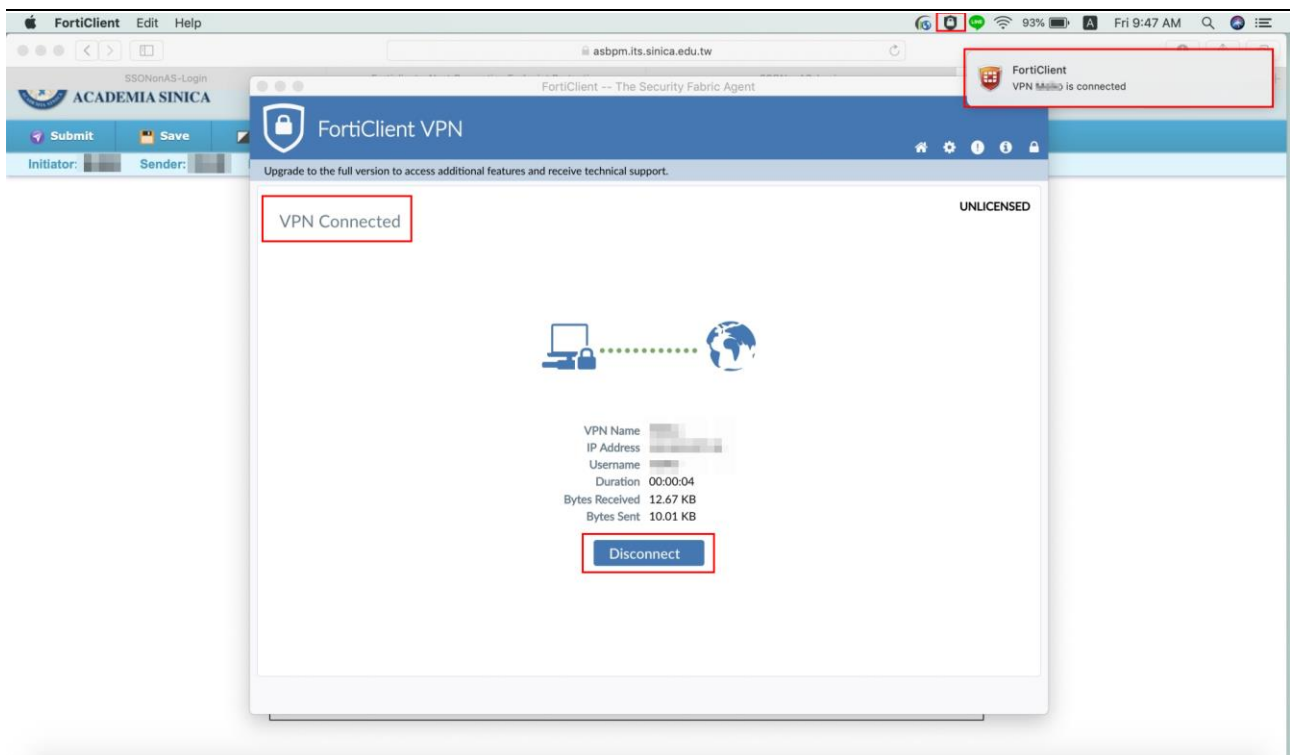 FortiClient Edit Help 93% A Fri 9:47 AM
asbpm.its.sinica.edu.tw
SSONonAS-Login
FortiClient
VPN is connected
ACADEMIA SINICA
FortiClient -- The Security Fabric Agent
Submit Save
FortiClient VPN
Initiator: Sender:
Upgrade to the full version to access additional features and receive technical support.
VPN Connected
UNLICENSED
VPN Name
IP Address
Username
Duration 00:00:04
Bytes Received 12.67 KB
Bytes Sent 10.01 KB
Disconnect